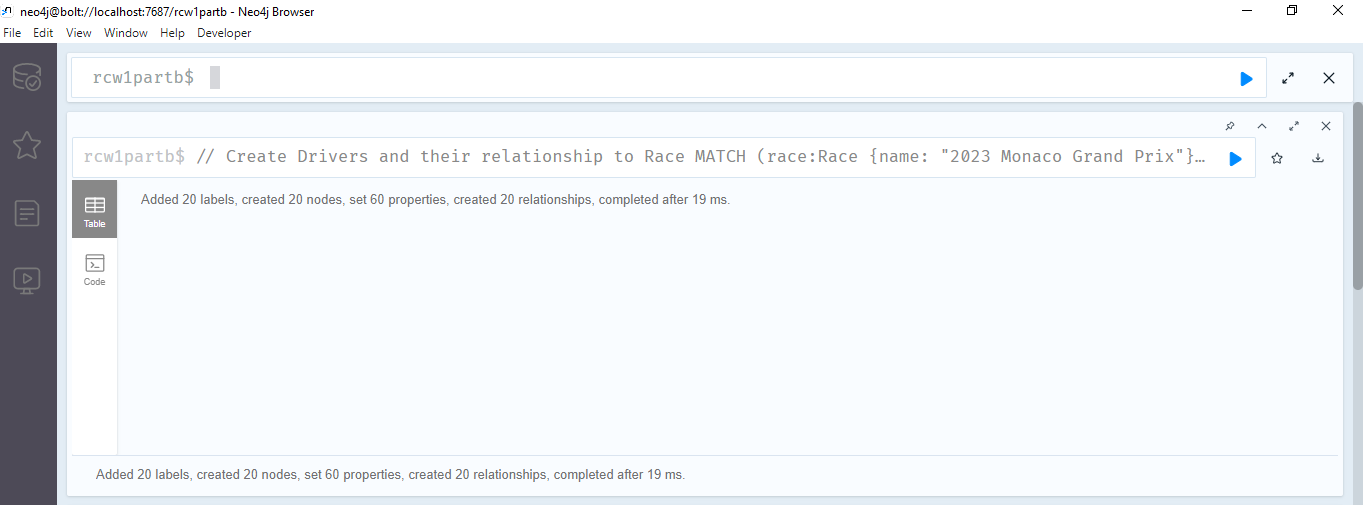 neo4j@bolt://localhost:7687/rcw1partb - Neo4j Browser
File Edit View Window Help Developer
rcw1partb$
rcw1partb$ // Create Drivers and their relationship to Race MATCH (race:Race {name: "2023 Monaco Grand Prix"}…
Table
Added 20 labels, created 20 nodes, set 60 properties, created 20 relationships, completed after 19 ms.
Code
Added 20 labels, created 20 nodes, set 60 properties, created 20 relationships, completed after 19 ms.